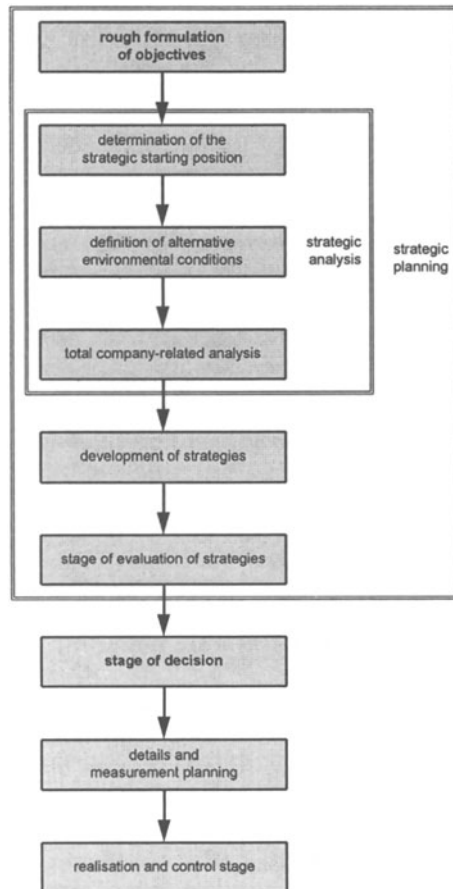 rough formulation
of objectives
determination of the
strategic starting position
definition of alternative
environmental conditions
strategic
analysis
strategic
planning
total company-related analysis
development of strategies
stage of evaluation of strategies
stage of decision
details and
measurement planning
realisation and control stage